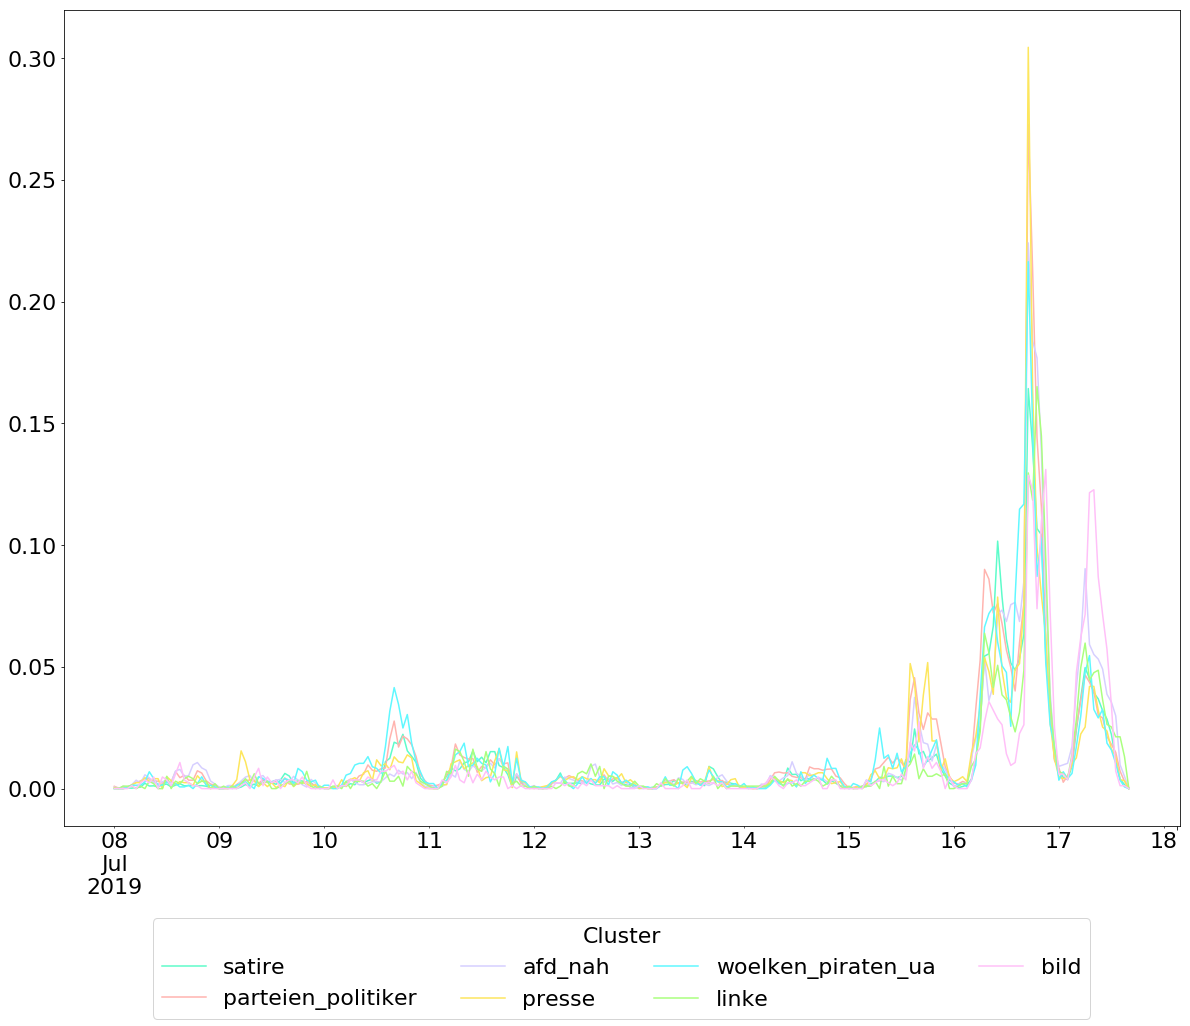 0.30
0.25
0.20
0.15
0.10
0.05
0.00
08 09 10 11 12 13 14 15 16 17 18
Jul
2019
Cluster
satire afd_nah woelken_piraten_ua bild
parteien_politiker presse linke